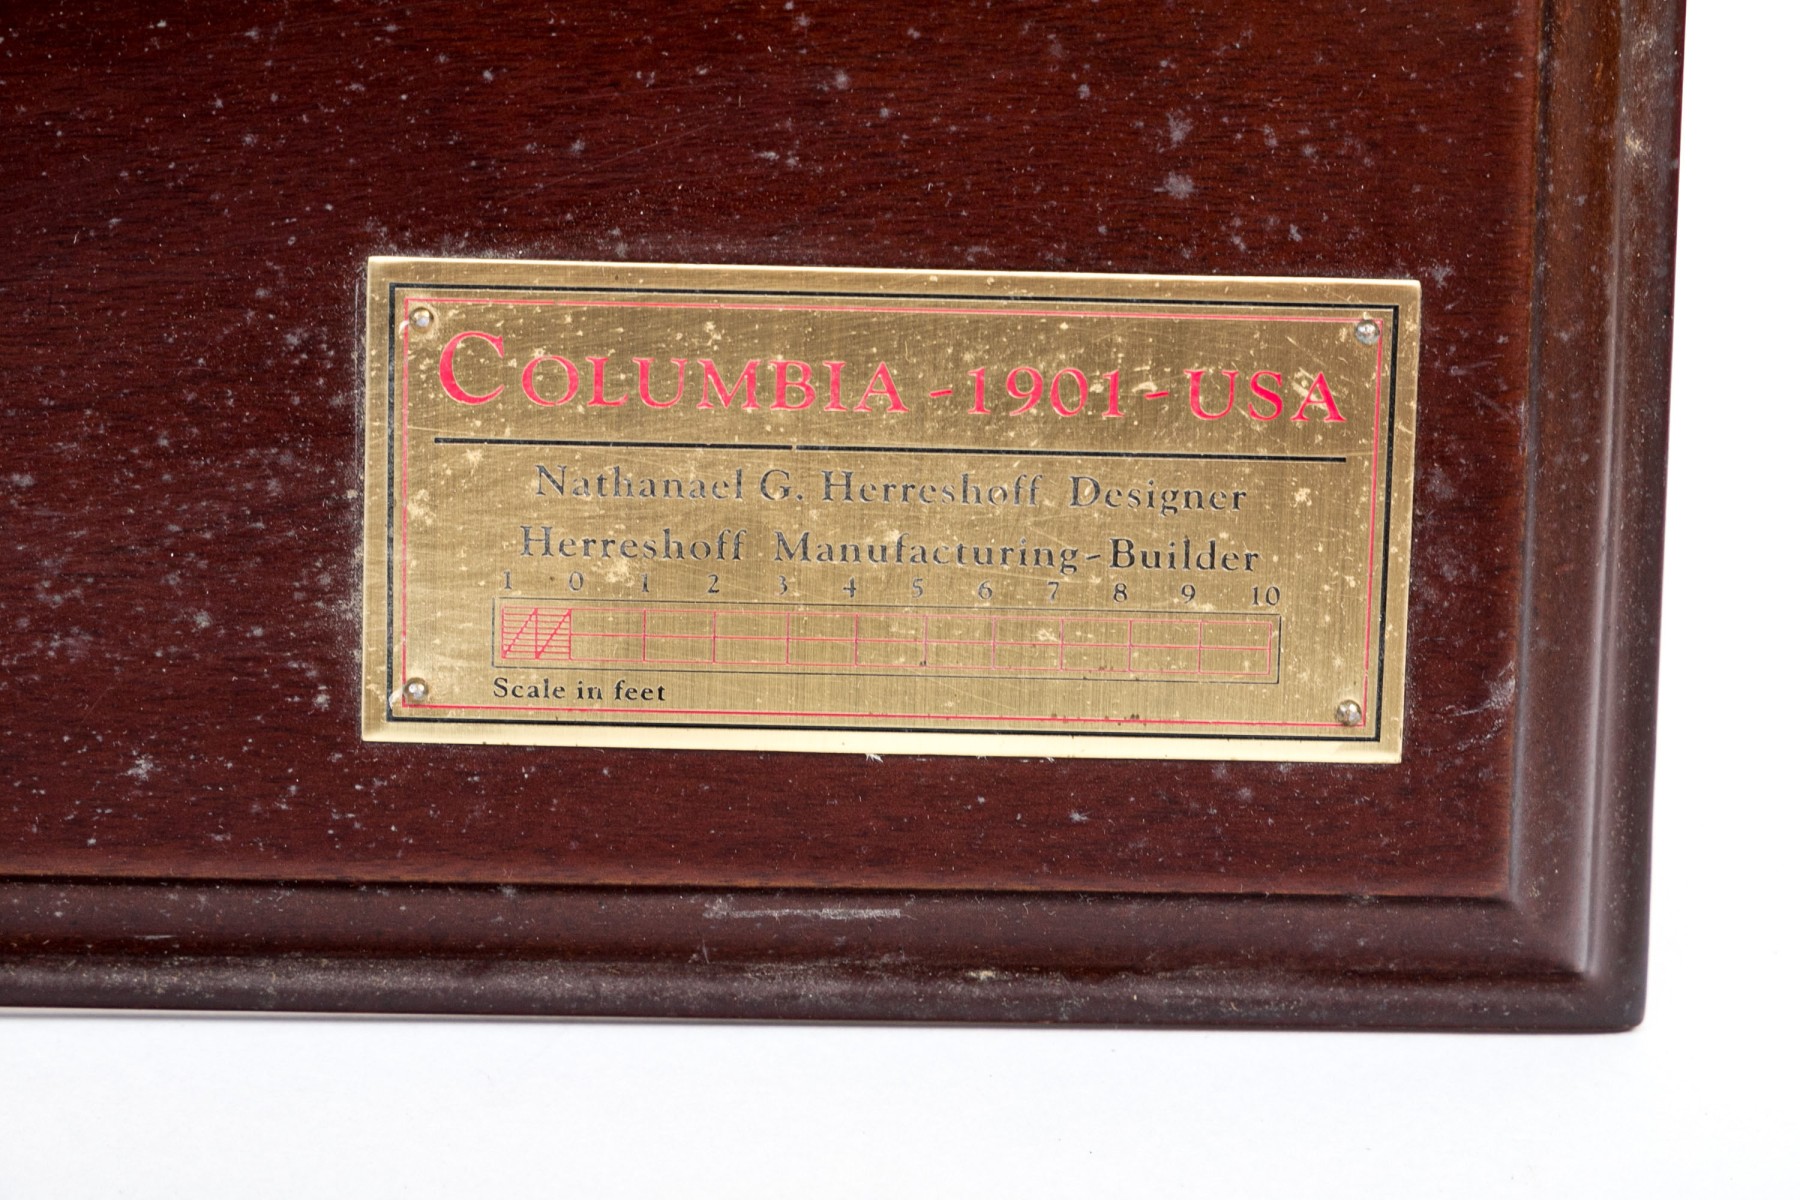 COLUMBIA - 1901 - USA
Nathanael G. Herreshoff Designer
Herreshoff Manufacturing-Builder
1 0 1 2 3 4 5 6 7 8 9 10
Scale in feet